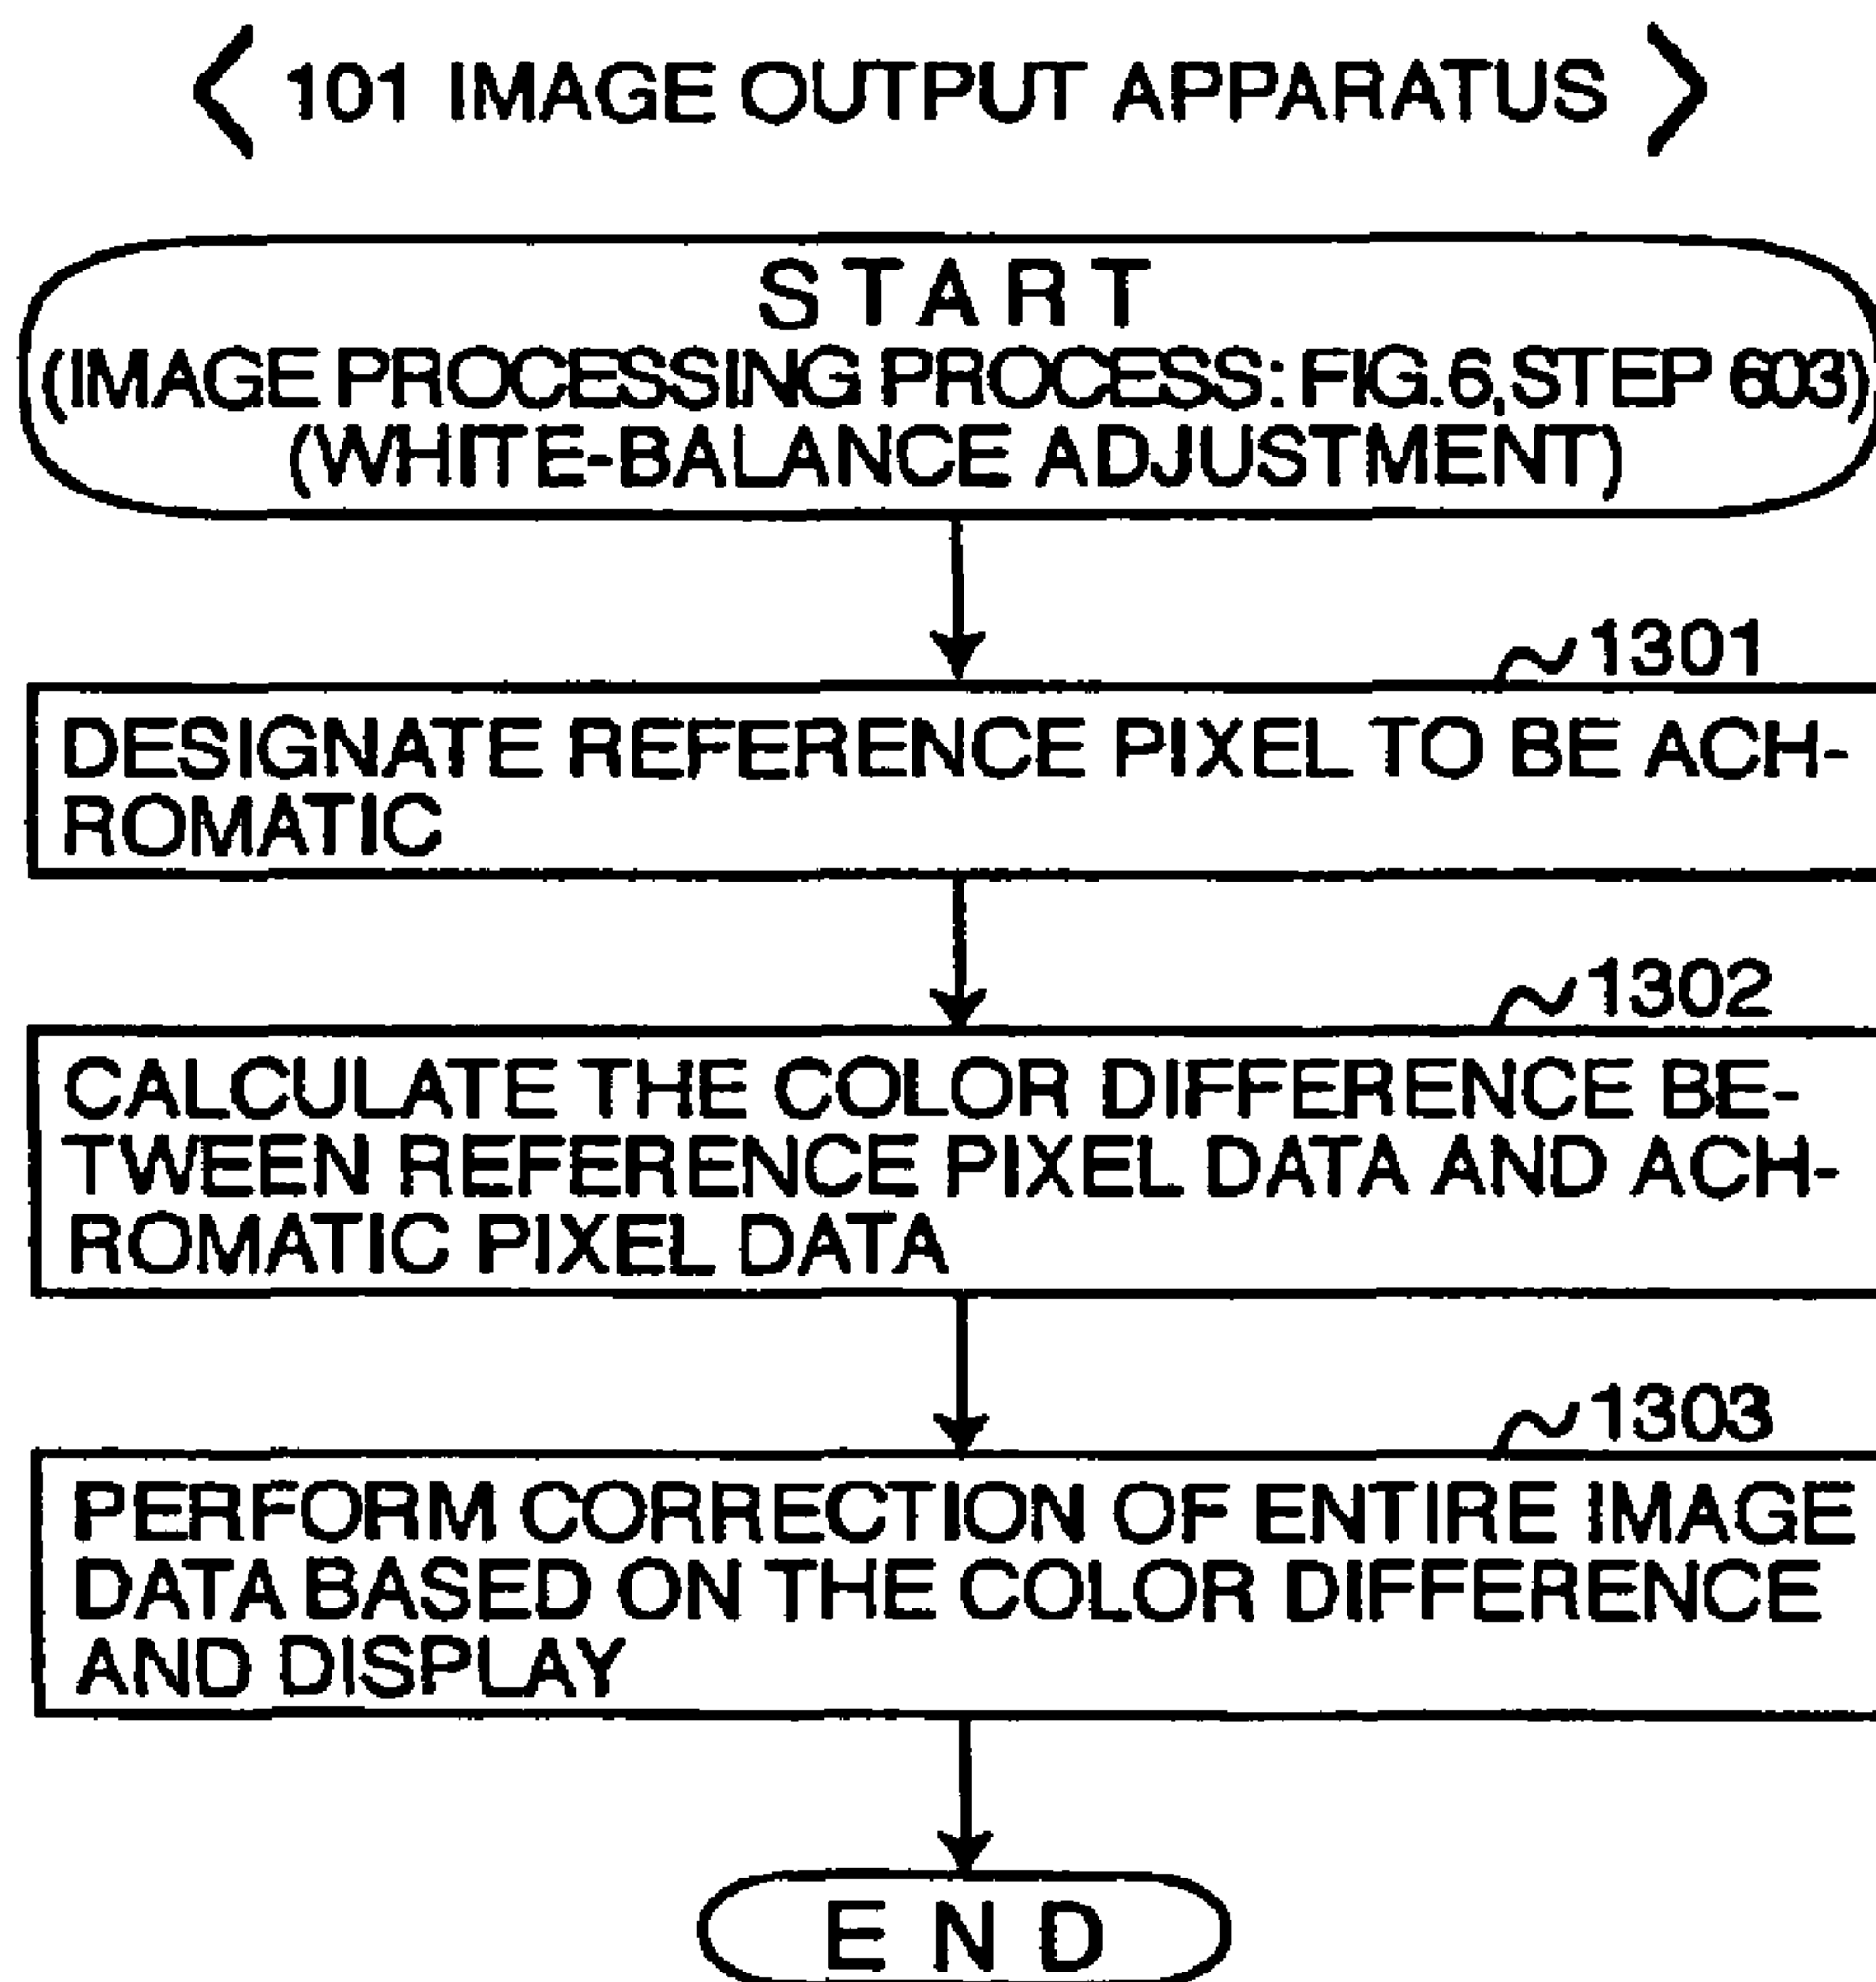 〈 101 IMAGE OUTPUT APPARATUS 〉
START
(IMAGE PROCESSING PROCESS: FIG.6, STEP 603)
(WHITE-BALANCE ADJUSTMENT)
1301
DESIGNATE REFERENCE PIXEL TO BE ACH-
ROMATIC
1302
CALCULATE THE COLOR DIFFERENCE BE-
TWEEN REFERENCE PIXEL DATA AND ACH-
ROMATIC PIXEL DATA
1303
PERFORM CORRECTION OF ENTIRE IMAGE
DATA BASED ON THE COLOR DIFFERENCE
AND DISPLAY
END